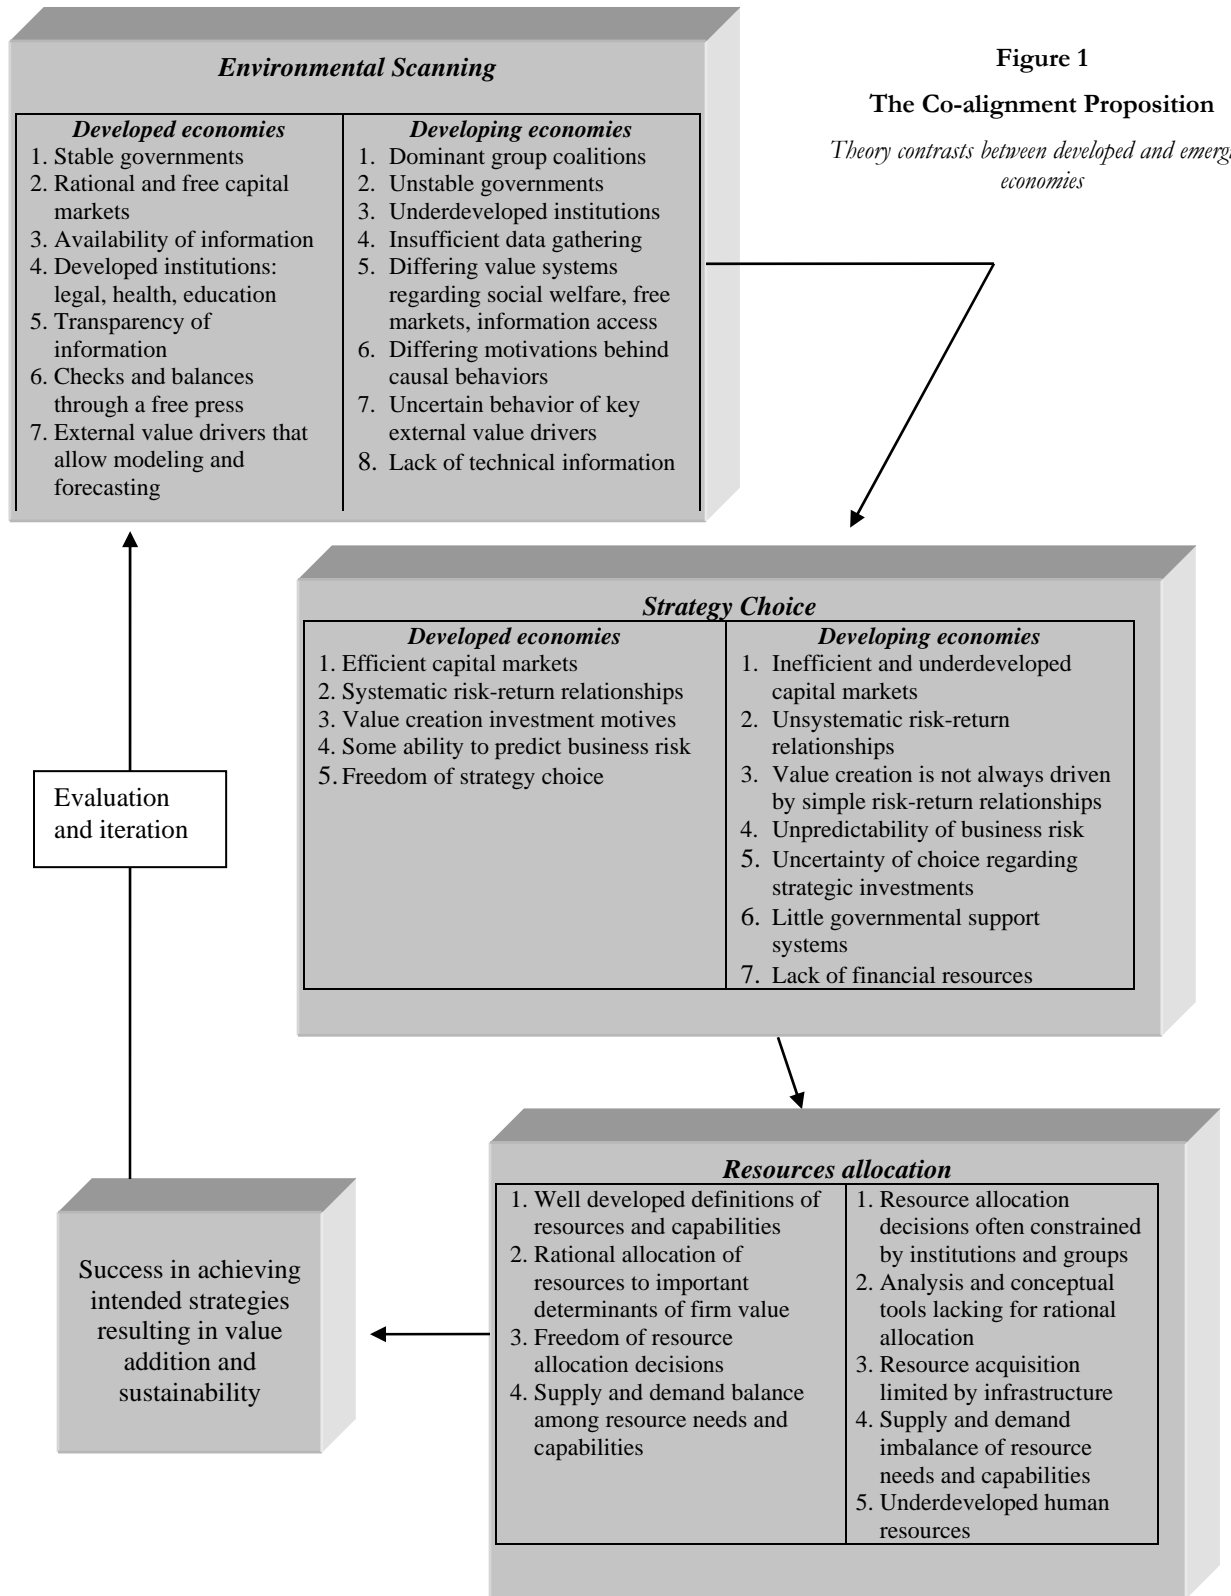 Figure 1
The Co-alignment Proposition
Theory contrasts between developed and emerg
economies
Environmental Scanning
Developed economies
1. Stable governments
2. Rational and free capital
markets
3. Availability of information
4. Developed institutions:
legal, health, education
5. Transparency of
information
6. Checks and balances
through a free press
7. External value drivers that
allow modeling and
forecasting
Developing economies
1. Dominant group coalitions
2. Unstable governments
3. Underdeveloped institutions
4. Insufficient data gathering
5. Differing value systems
regarding social welfare, free
markets, information access
6. Differing motivations behind
causal behaviors
7. Uncertain behavior of key
external value drivers
8. Lack of technical information
Strategy Choice
Developed economies
1. Efficient capital markets
2. Systematic risk-return relationships
3. Value creation investment motives
4. Some ability to predict business risk
5. Freedom of strategy choice
Developing economies
1. Inefficient and underdeveloped
capital markets
2. Unsystematic risk-return
relationships
3. Value creation is not always driven
by simple risk-return relationships
4. Unpredictability of business risk
5. Uncertainty of choice regarding
strategic investments
6. Little governmental support
systems
7. Lack of financial resources
Evaluation
and iteration
Resources allocation
1. Well developed definitions of
resources and capabilities
2. Rational allocation of
resources to important
determinants of firm value
3. Freedom of resource
allocation decisions
4. Supply and demand balance
among resource needs and
capabilities
1. Resource allocation
decisions often constrained
by institutions and groups
2. Analysis and conceptual
tools lacking for rational
allocation
3. Resource acquisition
limited by infrastructure
4. Supply and demand
imbalance of resource
needs and capabilities
5. Underdeveloped human
resources
Success in achieving
intended strategies
resulting in value
addition and
sustainability